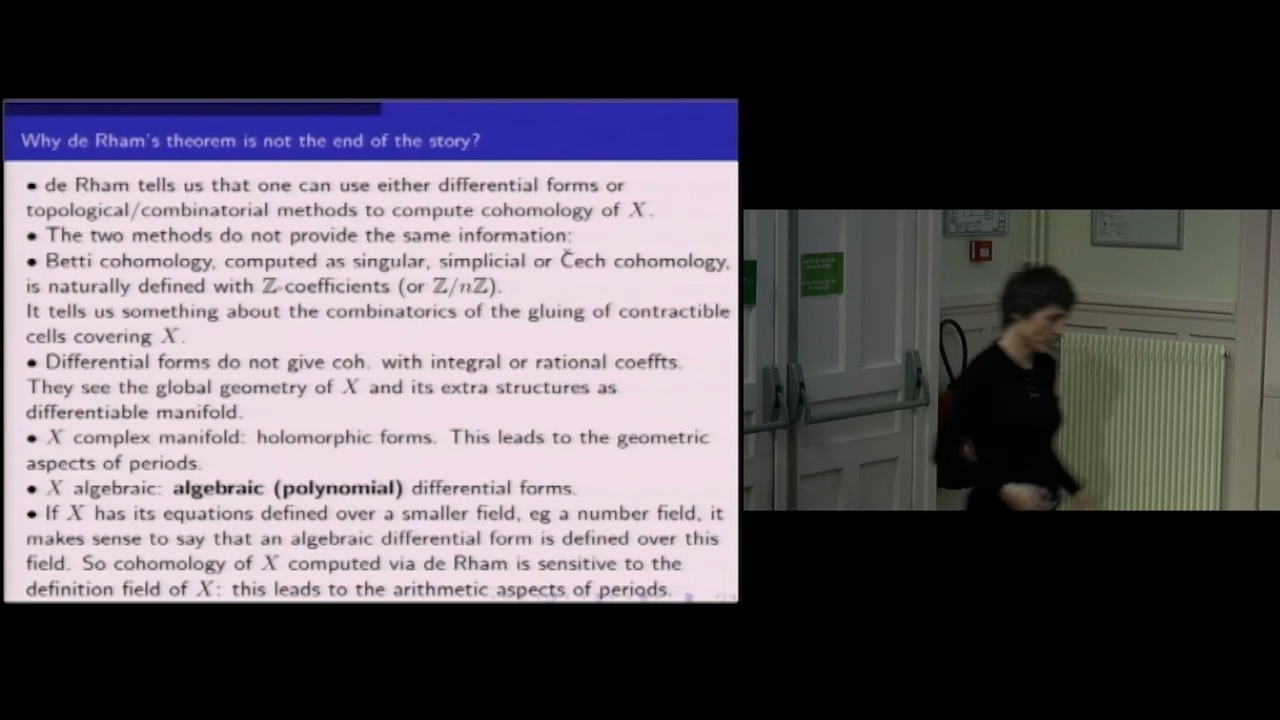 Why de Rham's theorem is not the end of the story?
• de Rham tells us that one can use either differential forms or
topological/combinatorial methods to compute cohomology of X.
• The two methods do not provide the same information:
• Betti cohomology, computed as singular, simplicial or Čech cohomology,
is naturally defined with ℤ-coefficients (or ℤ/nℤ).
It tells us something about the combinatorics of the gluing of contractible
cells covering X.
• Differential forms do not give coh. with integral or rational coeffts.
They see the global geometry of X and its extra structures as
differentiable manifold.
• X complex manifold: holomorphic forms. This leads to the geometric
aspects of periods.
• X algebraic: algebraic (polynomial) differential forms.
• If X has its equations defined over a smaller field, eg a number field, it
makes sense to say that an algebraic differential form is defined over this
field. So cohomology of X computed via de Rham is sensitive to the
definition field of X: this leads to the arithmetic aspects of periods.